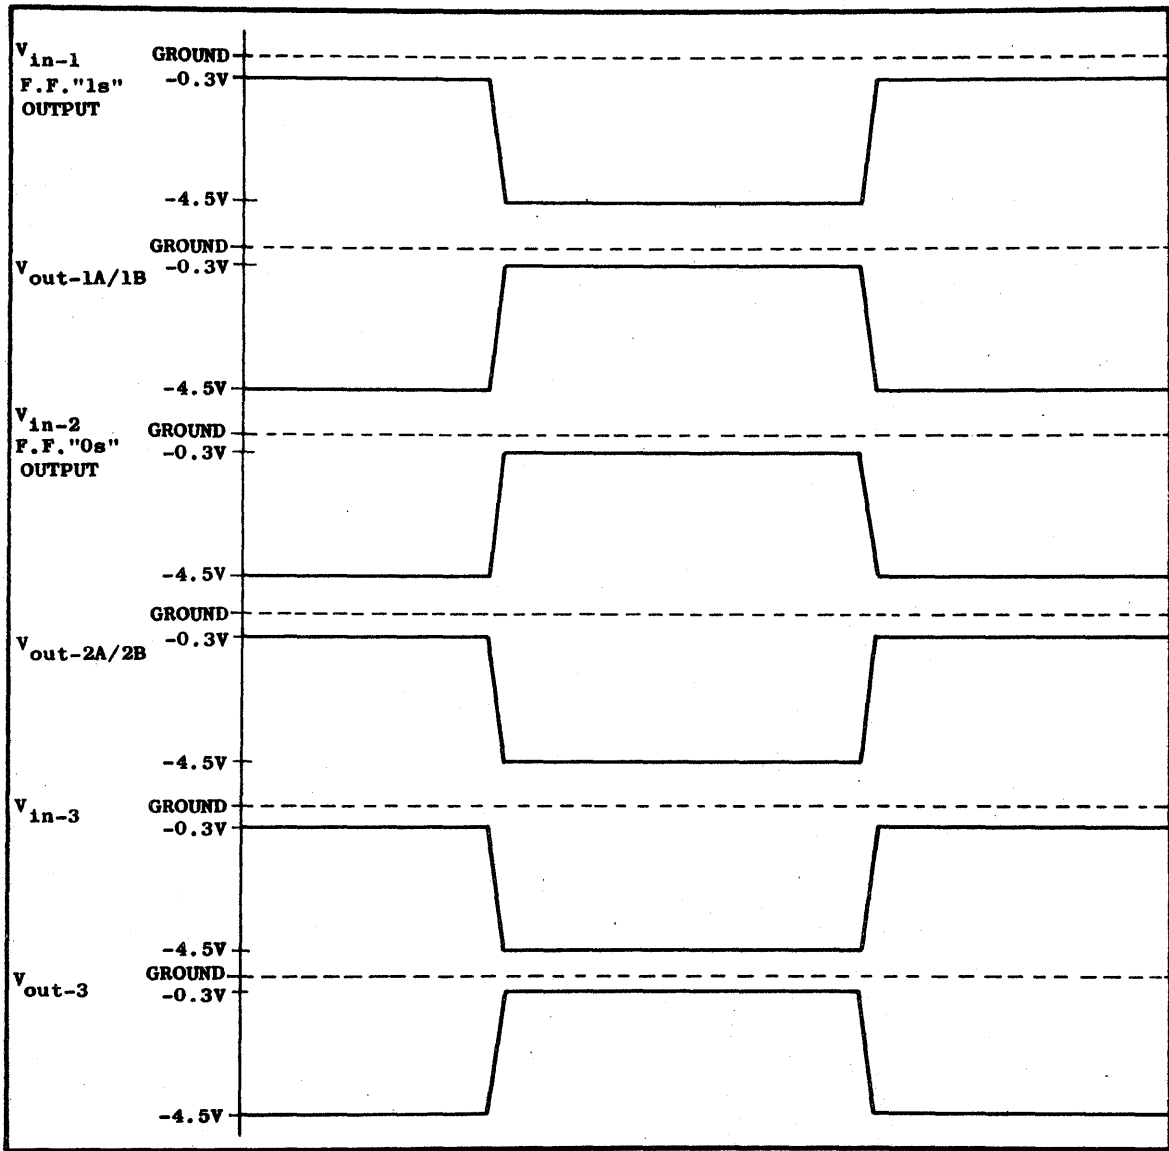 V in-1 GROUND
F.F."1s" -0.3V
OUTPUT
-4.5V
GROUND
V out-1A/1B -0.3V
-4.5V
V in-2 GROUND
F.F."0s" -0.3V
OUTPUT
-4.5V
GROUND
V out-2A/2B -0.3V
-4.5V
V in-3 GROUND
-0.3V
-4.5V
GROUND
V out-3 -0.3V
-4.5V